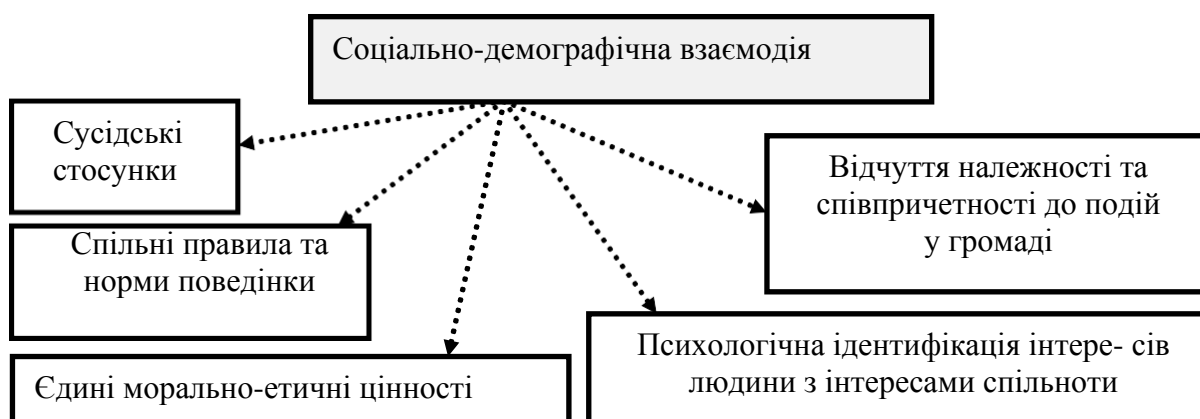 Соціально-демографічна взаємодія
Сусідські
стосунки
Відчуття належності та
співпричетності до подій
у громаді
Спільні правила та
норми поведінки
Психологічна ідентифікація інтере- сів
людини з інтересами спільноти
Єдині морально-етичні цінності